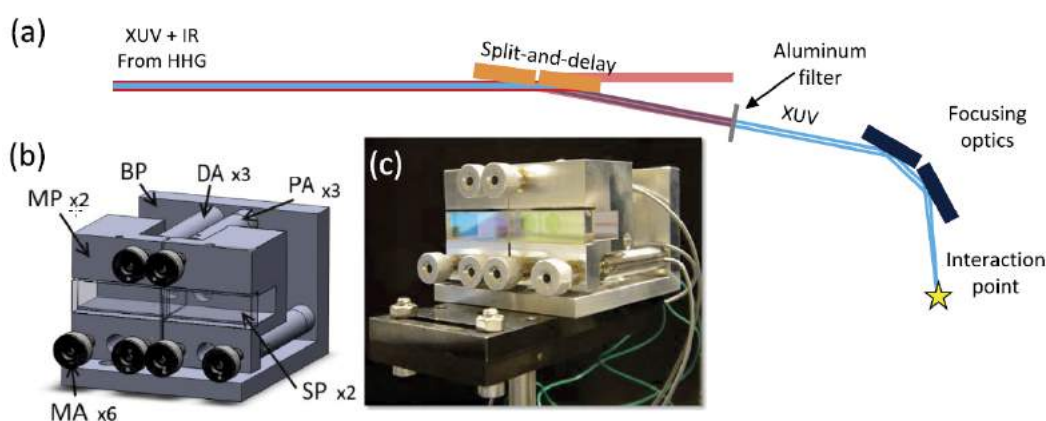 (a)
XUV + IR
From HHG
Split-and-delay
Aluminum
filter
XUV
Focusing
optics
Interaction
point
(b)
BP
DA x3
PA x3
MP x2
SP x2
MA x6
(c)